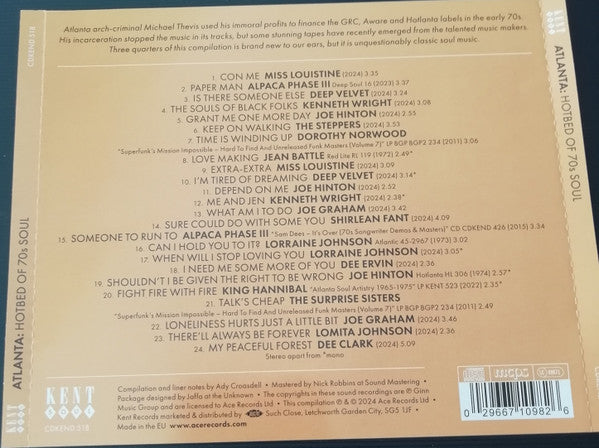 KENT
SOUL
CDKEND 518
ATLANTA: HOTBED OF 70s SOUL
Atlanta arch-criminal Michael Thevis used his immoral profits to finance the GRC, Aware and Hotlanta labels in the early 70s.
His incarceration stopped the music in its tracks, but some stunning tapes have recently emerged from the talented music makers.
Three quarters of this compilation is brand new to our ears, but it is unquestionably classic soul music.
1. CON ME MISS LOUISTINE (2024) 3.35
2. PAPER MAN ALPACA PHASE III Deep Soul 16 (2023) 3.37
3. IS THERE SOMEONE ELSE DEEP VELVET (2024) 3.24
4. THE SOULS OF BLACK FOLKS KENNETH WRIGHT (2024) 3.08
5. GRANT ME ONE MORE DAY JOE HINTON (2024) 2.55
6. KEEP ON WALKING THE STEPPERS (2024) 3.53
7. TIME IS WINDING UP DOROTHY NORWOOD
"Superfunk's Mission Impossible – Hard To Find And Unreleased Funk Masters (Volume 7)" LP BGP BGP2 234 (2011) 3.06
8. LOVE MAKING JEAN BATTLE Red Lite RL 119 (1972) 2.49*
9. EXTRA-EXTRA MISS LOUISTINE (2024) 3.09
10. I'M TIRED OF DREAMING DEEP VELVET (2024) 3.14*
11. DEPEND ON ME JOE HINTON (2024) 2.52
12. ME AND JEN KENNETH WRIGHT (2024) 2.38*
13. WHAT AM I TO DO JOE GRAHAM (2024) 3.42
14. SURE COULD DO WITH SOME YOU SHIRLEAN FANT (2024) 4.09
15. SOMEONE TO RUN TO ALPACA PHASE III "Sam Dees – It's Over (70s Songwriter Demos & Masters)" CD CDKEND 426 (2015) 3.34
16. CAN I HOLD YOU TO IT? LORRAINE JOHNSON Atlantic 45-2967 (1973) 3.02
17. WHEN WILL I STOP LOVING YOU LORRAINE JOHNSON (2024) 3.05*
18. I NEED ME SOME MORE OF YOU DEE ERVIN (2024) 2.36
19. SHOULDN'T I BE GIVEN THE RIGHT TO BE WRONG JOE HINTON Hotlanta HL 306 (1974) 2.57*
20. FIGHT FIRE WITH FIRE KING HANNIBAL "Atlanta Soul Artistry 1965-1975" LP KENT 523 (2022) 2.35*
21. TALK'S CHEAP THE SURPRISE SISTERS
"Superfunk's Mission Impossible – Hard To Find And Unreleased Funk Masters (Volume 7)" LP BGP BGP2 234 (2011) 2.49
22. LONELINESS HURTS JUST A LITTLE BIT JOE GRAHAM (2024) 3.46
23. THERE'LL ALWAYS BE FOREVER LOMITA JOHNSON (2024) 2.36
24. MY PEACEFUL FOREST DEE CLARK (2024) 5.09
Stereo apart from *mono
Compilation and liner notes by Ady Croasdell • Mastered by Nick Robbins at Sound Mastering •
Package design by JaHa at the Unknown • The copyrights in these sound recordings are ℗ Ginn
Music Group and are licensed to Ace Records Ltd • This compilation ℗ & © 2024 Ace Records Ltd
Kent Records marketed & distributed by ace Such Close, Letchworth Garden City, SG5 1JF •
Made in the EU www.acerecords.com
mcps
0 29667 10982 6
ATLANTA: HOTBED OF 70s SOUL
KENT
SOUL
CDKEND 518